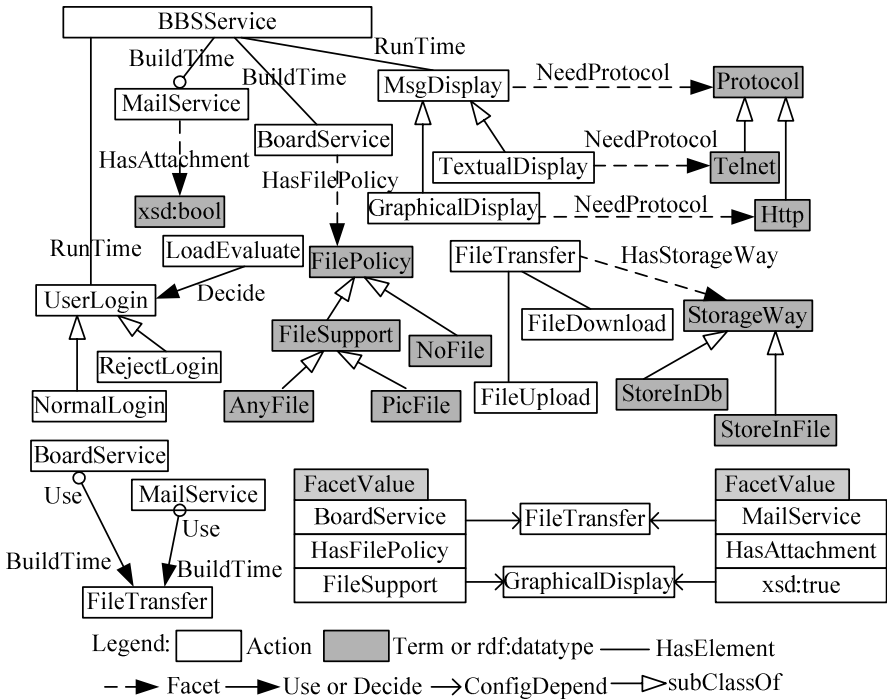 BBSService
RunTime
BuildTime
BuildTime
NeedProtocol
Protocol
MsgDisplay
MailService
BoardService
NeedProtocol
HasAttachment
TextualDisplay
Telnet
HasFilePolicy
xsd:bool
GraphicalDisplay
NeedProtocol
Http
RunTime
LoadEvaluate
FilePolicy
FileTransfer
HasStorageWay
Decide
UserLogin
FileSupport
FileDownload
StorageWay
NoFile
RejectLogin
NormalLogin
AnyFile
PicFile
FileUpload
StoreInDb
StoreInFile
BoardService
Use
MailService
Use
BuildTime
BuildTime
FileTransfer
FacetValue
BoardService
HasFilePolicy
FileSupport
FileTransfer
GraphicalDisplay
FacetValue
MailService
HasAttachment
xsd:true
Legend: Action Term or rdf:datatype HasElement
Facet Use or Decide ConfigDepend subClassOf